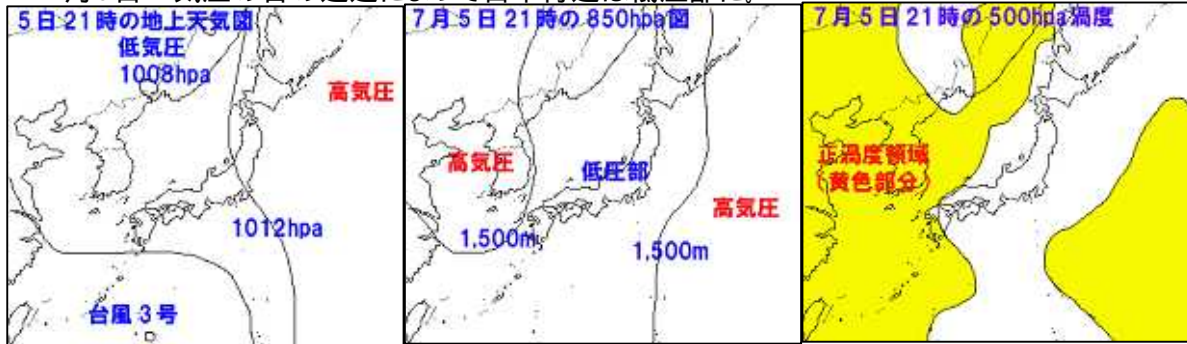 5日21時の地上天気図
低気圧
1008hpa
高気圧
1012hpa
台風3号
7月5日21時の850hpa図
高気圧
低圧部
高気圧
1,500m
1,500m
7月5日21時の500hpa渦度
正渦度領域
(黄色部分)